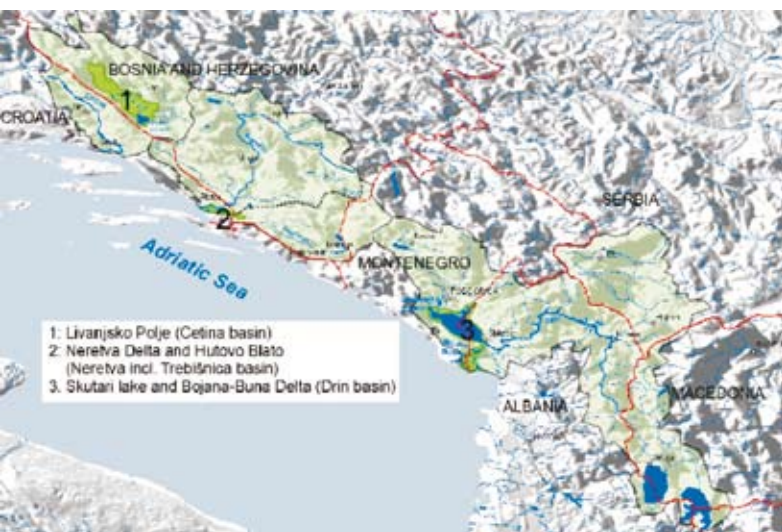 BOSNIA AND HERZEGOVINA
1
CROATIA
SERBIA
2
Adriatic Sea
MONTENEGRO
3
1: Livanjsko Polje (Cetina basin)
2: Neretva Delta and Hutovo Blato
(Neretva incl. Trebišnica basin)
3. Skutari lake and Bojana-Buna Delta (Drin basin)
MACEDONIA
ALBANIA